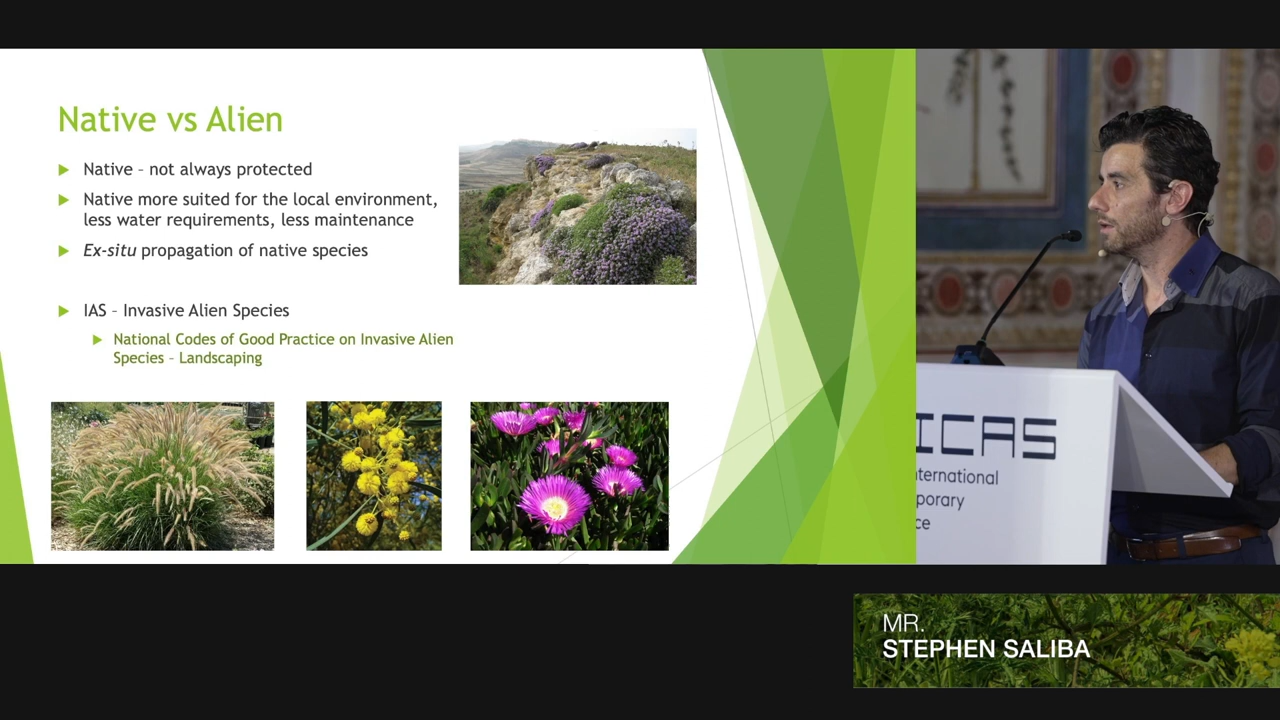 Native vs Alien
Native – not always protected
Native more suited for the local environment,
less water requirements, less maintenance
Ex-situ propagation of native species
IAS – Invasive Alien Species
National Codes of Good Practice on Invasive Alien
Species – Landscaping
ICAS
nternational
porary
ce
MR.
STEPHEN SALIBA